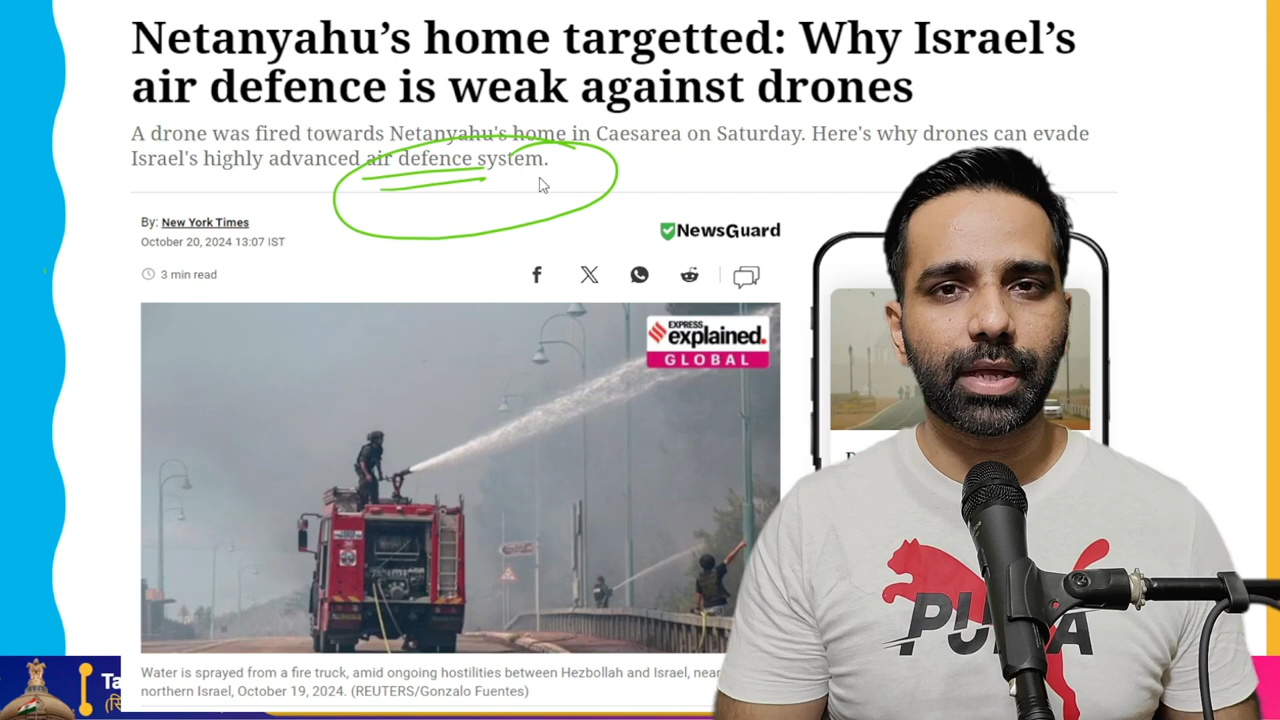 Netanyahu's home targetted: Why Israel's
air defence is weak against drones
A drone was fired towards Netanyahu's home in Caesarea on Saturday. Here's why drones can evade
Israel's highly advanced air defence system.
By: New York Times
October 20, 2024 13:07 IST
NewsGuard
3 min read
EXPRESS
explained.
GLOBAL
PUMA
Water is sprayed from a fire truck, amid ongoing hostilities between Hezbollah and Israel, near
northern Israel, October 19, 2024. (REUTERS/Gonzalo Fuentes)
Ta